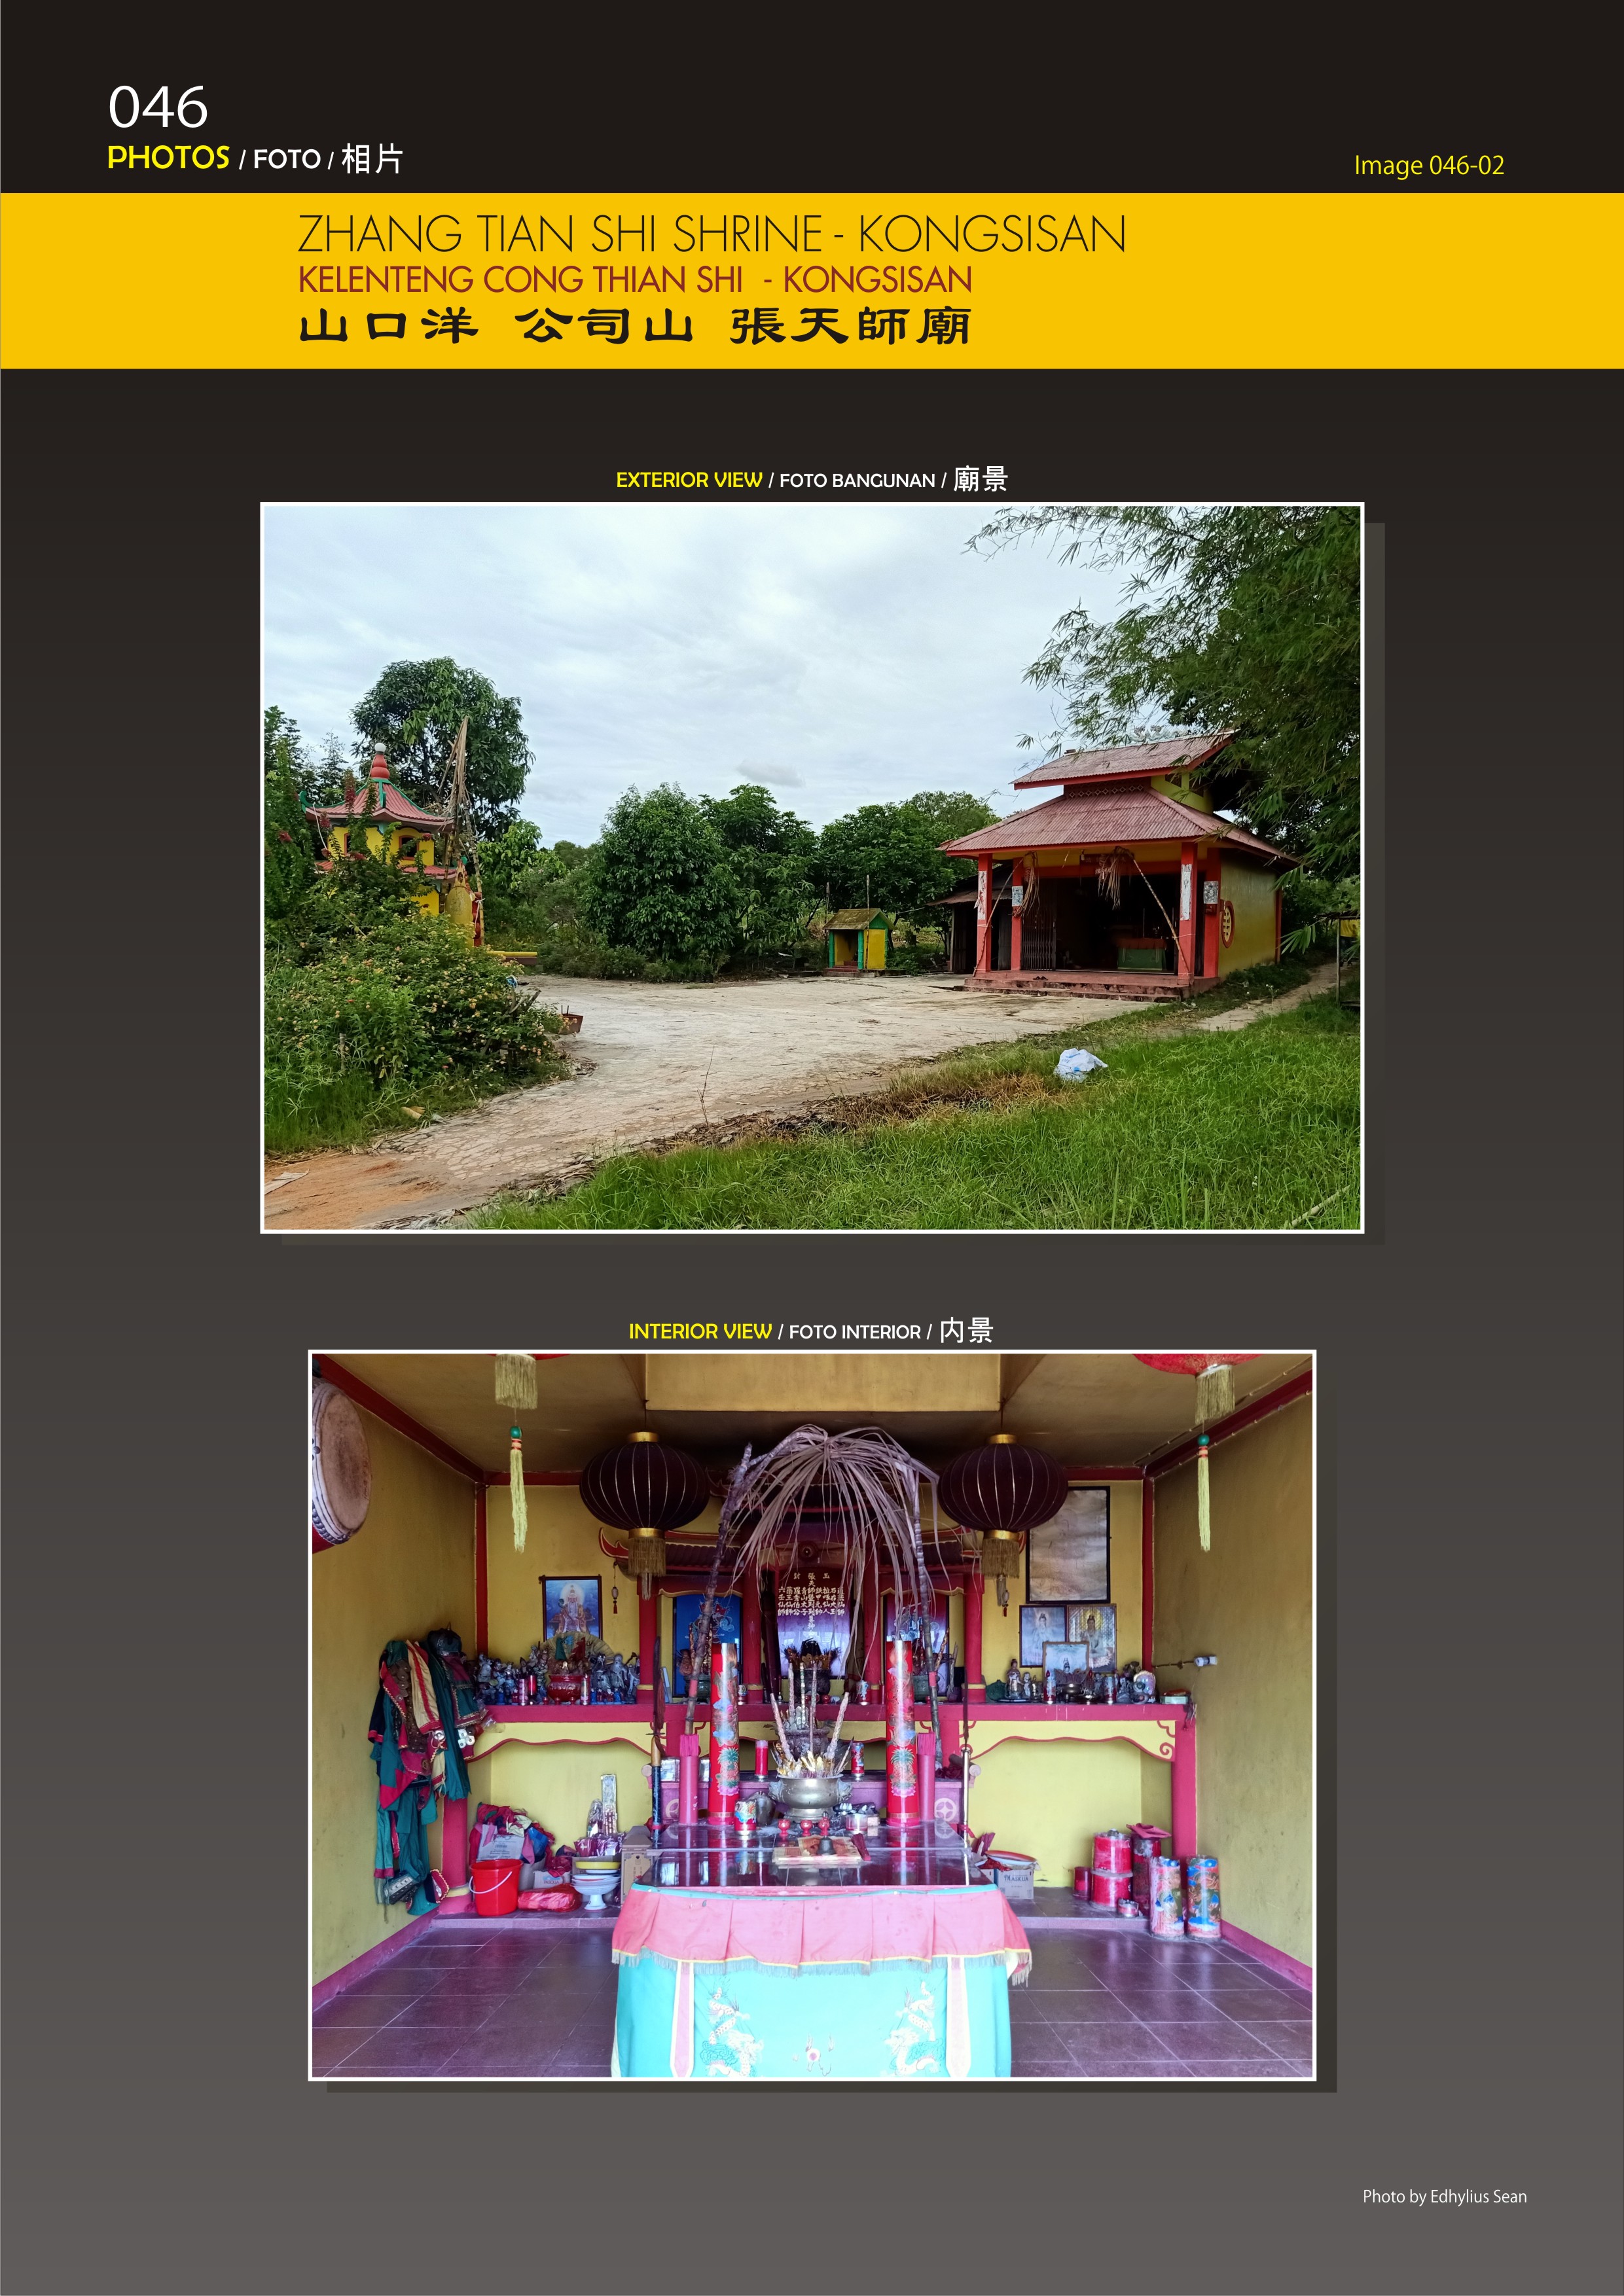 046
PHOTOS / FOTO / 相片
Image 046-02
ZHANG TIAN SHI SHRINE - KONGSISAN
KELENTENG CONG THIAN SHI - KONGSISAN
山口洋 公司山 張天師廟
EXTERIOR VIEW / FOTO BANGUNAN / 廟景
INTERIOR VIEW / FOTO INTERIOR / 内景
Photo by Edhylius Sean